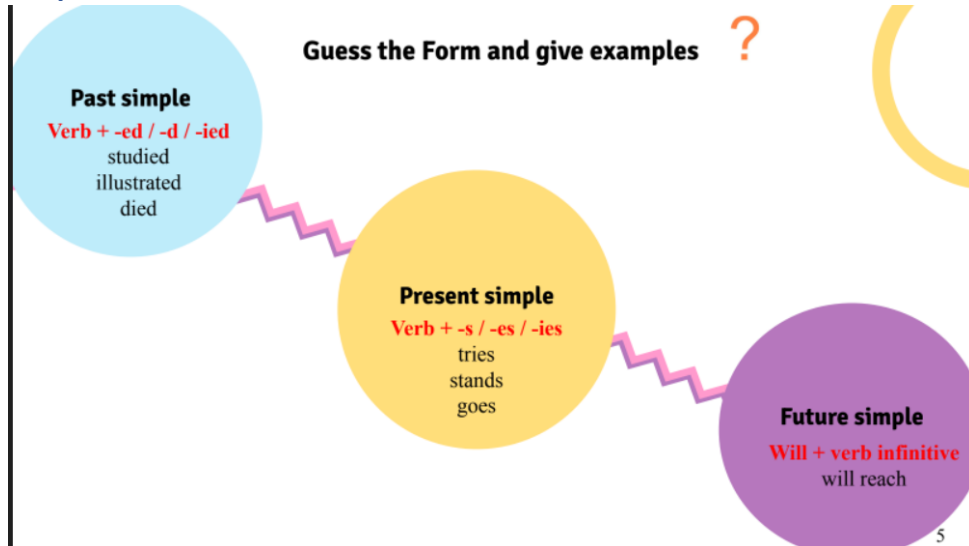 Guess the Form and give examples ?
Past simple
Verb + -ed / -d / -ied
studied
illustrated
died
Present simple
Verb + -s / -es / -ies
tries
stands
goes
Future simple
Will + verb infinitive
will reach
5